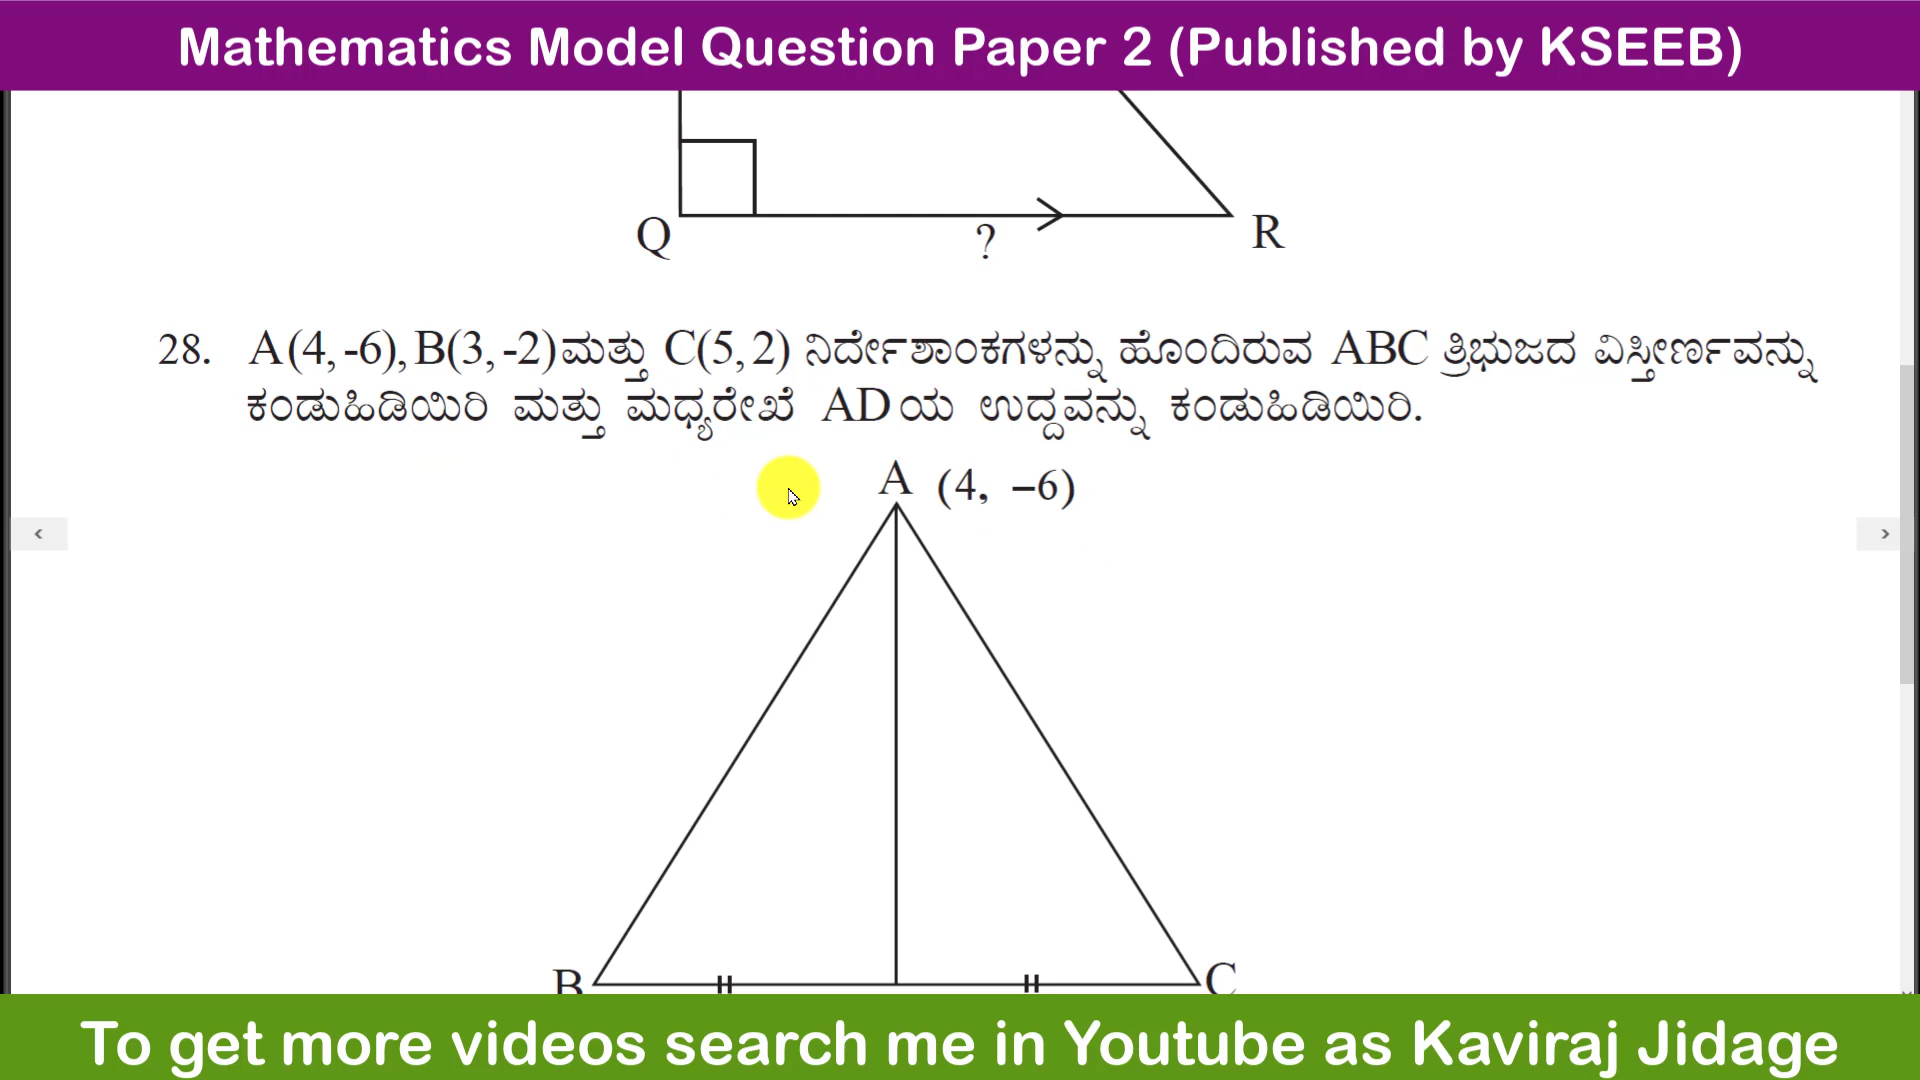 Mathematics Model Question Paper 2 (Published by KSEEB)
Q
?
R
28. A(4, -6), B(3, -2) ಮತ್ತು C(5, 2) ನಿರ್ದೇಶಾಂಕಗಳನ್ನು ಹೊಂದಿರುವ ABC ತ್ರಿಭುಜದ ವಿಸ್ತೀರ್ಣವನ್ನು
ಕಂಡುಹಿಡಿಯಿರಿ ಮತ್ತು ಮಧ್ಯರೇಖೆ AD ಯ ಉದ್ದವನ್ನು ಕಂಡುಹಿಡಿಯಿರಿ.
A (4, –6)
B
C
To get more videos search me in Youtube as Kaviraj Jidage